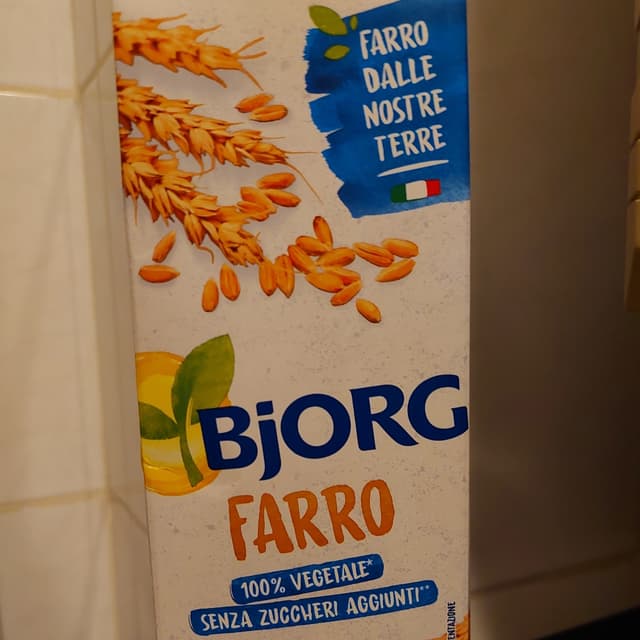 FARRO
DALLE
NOSTRE
TERRE
BjORG
FARRO
100% VEGETALE*
SENZA ZUCCHERI AGGIUNTI**